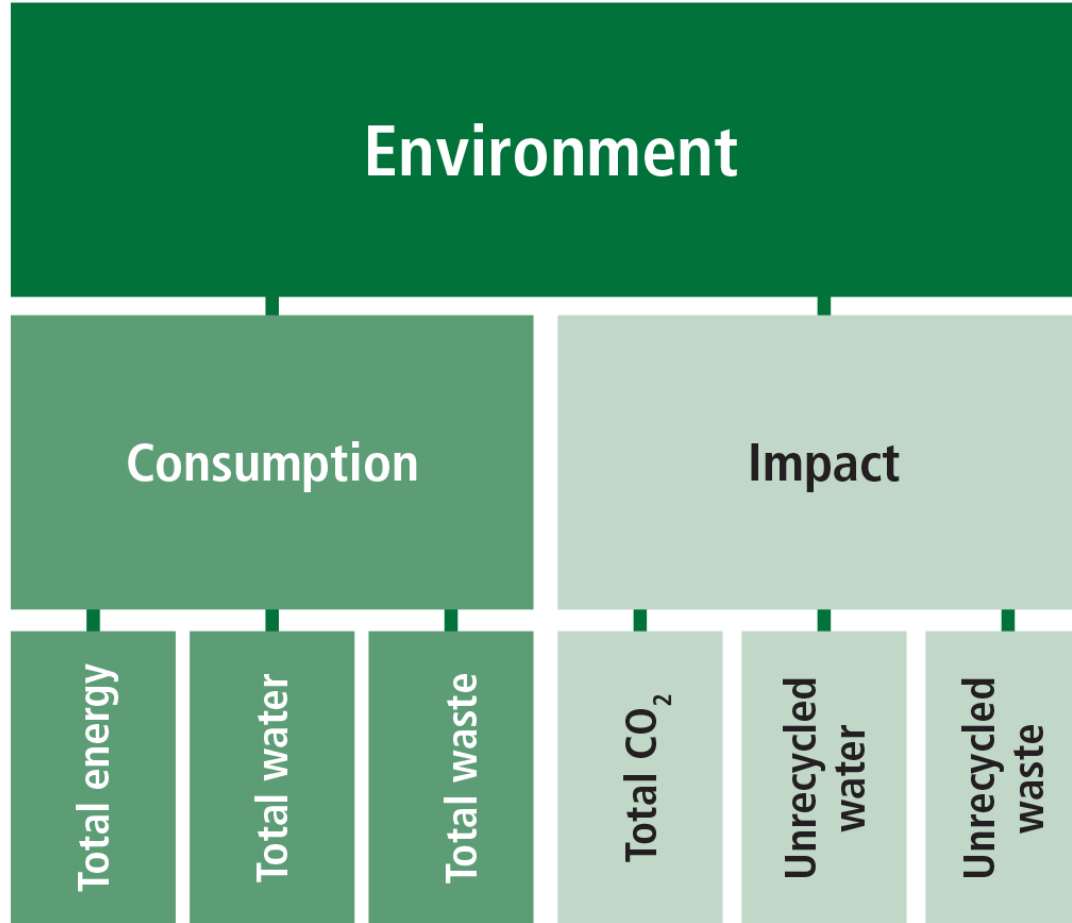 Environment
Consumption
Impact
Total energy
Total water
Total waste
Total CO₂
Unrecycled
water
Unrecycled
waste